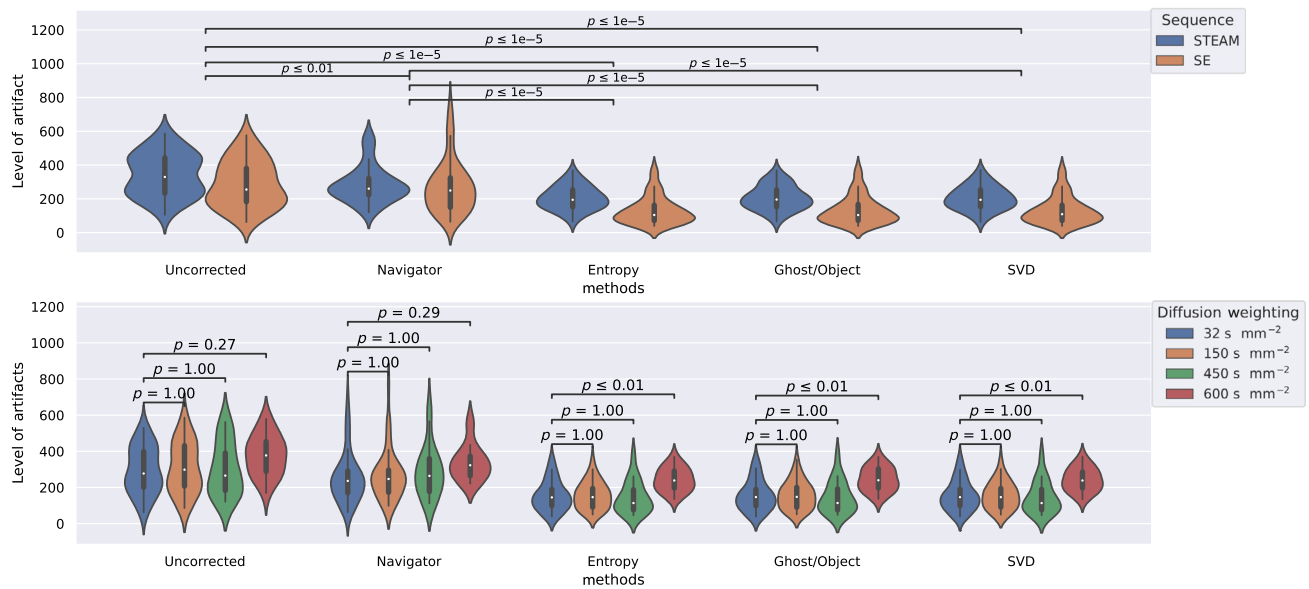 Sequence
STEAM
SE
Level of artifact
1200
1000
800
600
400
200
0
p ≤ 1e−5
p ≤ 1e−5
p ≤ 1e−5
p ≤ 0.01
p ≤ 1e−5
p ≤ 1e−5
p ≤ 1e−5
Uncorrected Navigator Entropy Ghost/Object SVD
methods
Diffusion weighting
32 s mm−2
150 s mm−2
450 s mm−2
600 s mm−2
Level of artifacts
1200
1000
800
600
400
200
0
p = 0.27
p = 1.00
p = 1.00
p = 0.29
p = 1.00
p = 1.00
p ≤ 0.01
p = 1.00
p = 1.00
p ≤ 0.01
p = 1.00
p = 1.00
p ≤ 0.01
p = 1.00
p = 1.00
Uncorrected Navigator Entropy Ghost/Object SVD
methods